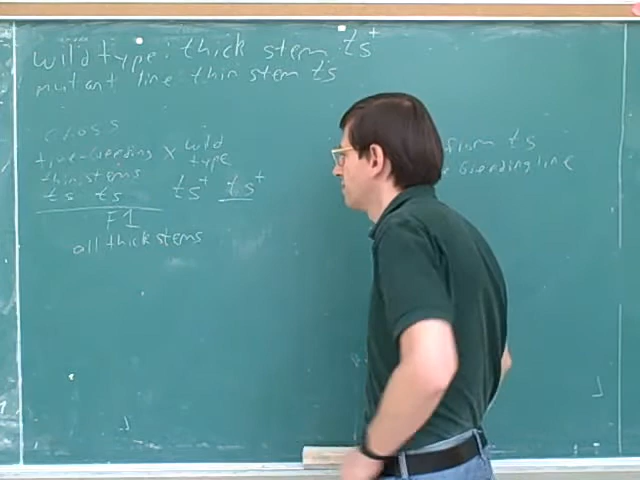 wild type: thick stem ts+
mutant line thin stem ts
cross
true-breeding X wild type
thin stems
ts ts ts+ ts+
F1
all thick stems
from ts
breeding line